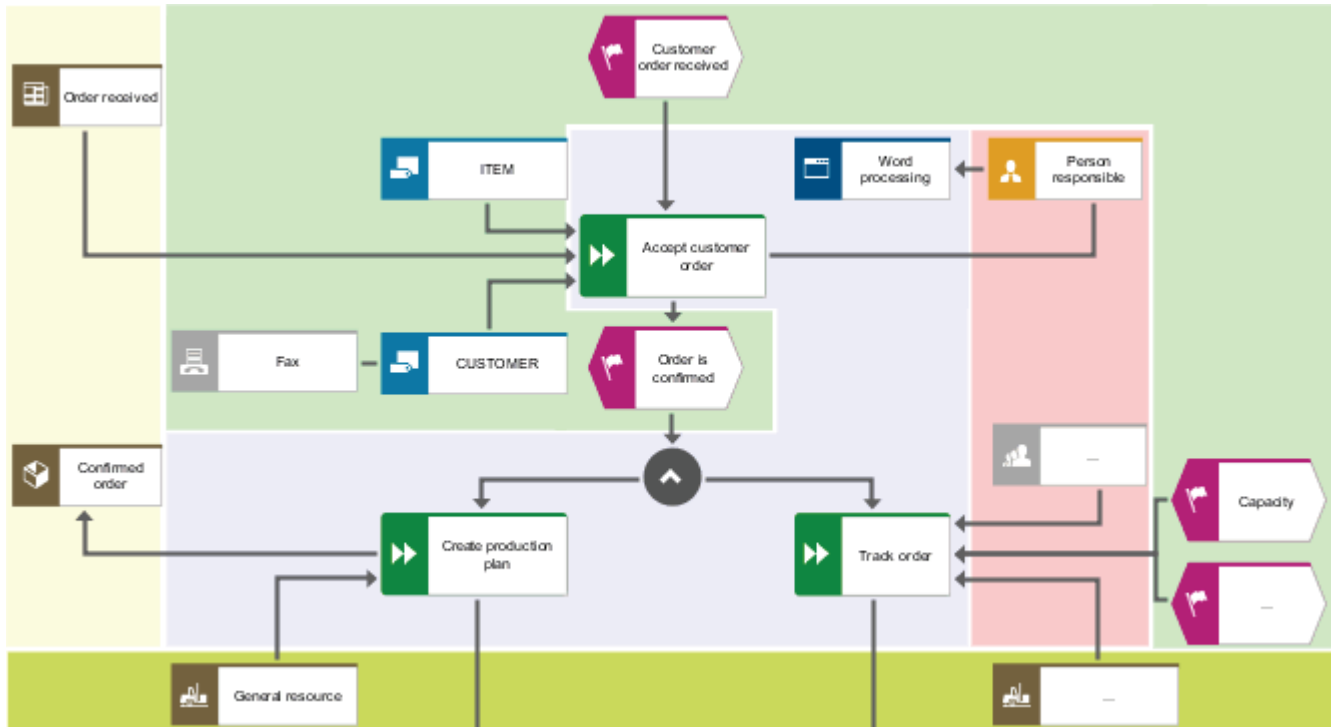 Customer
order received
Order received
ITEM
Word
processing
Person
responsible
Accept customer
order
Fax
CUSTOMER
Order is
confirmed
Confirmed
order
...
Capacity
Create production
plan
Track order
...
General resource
...